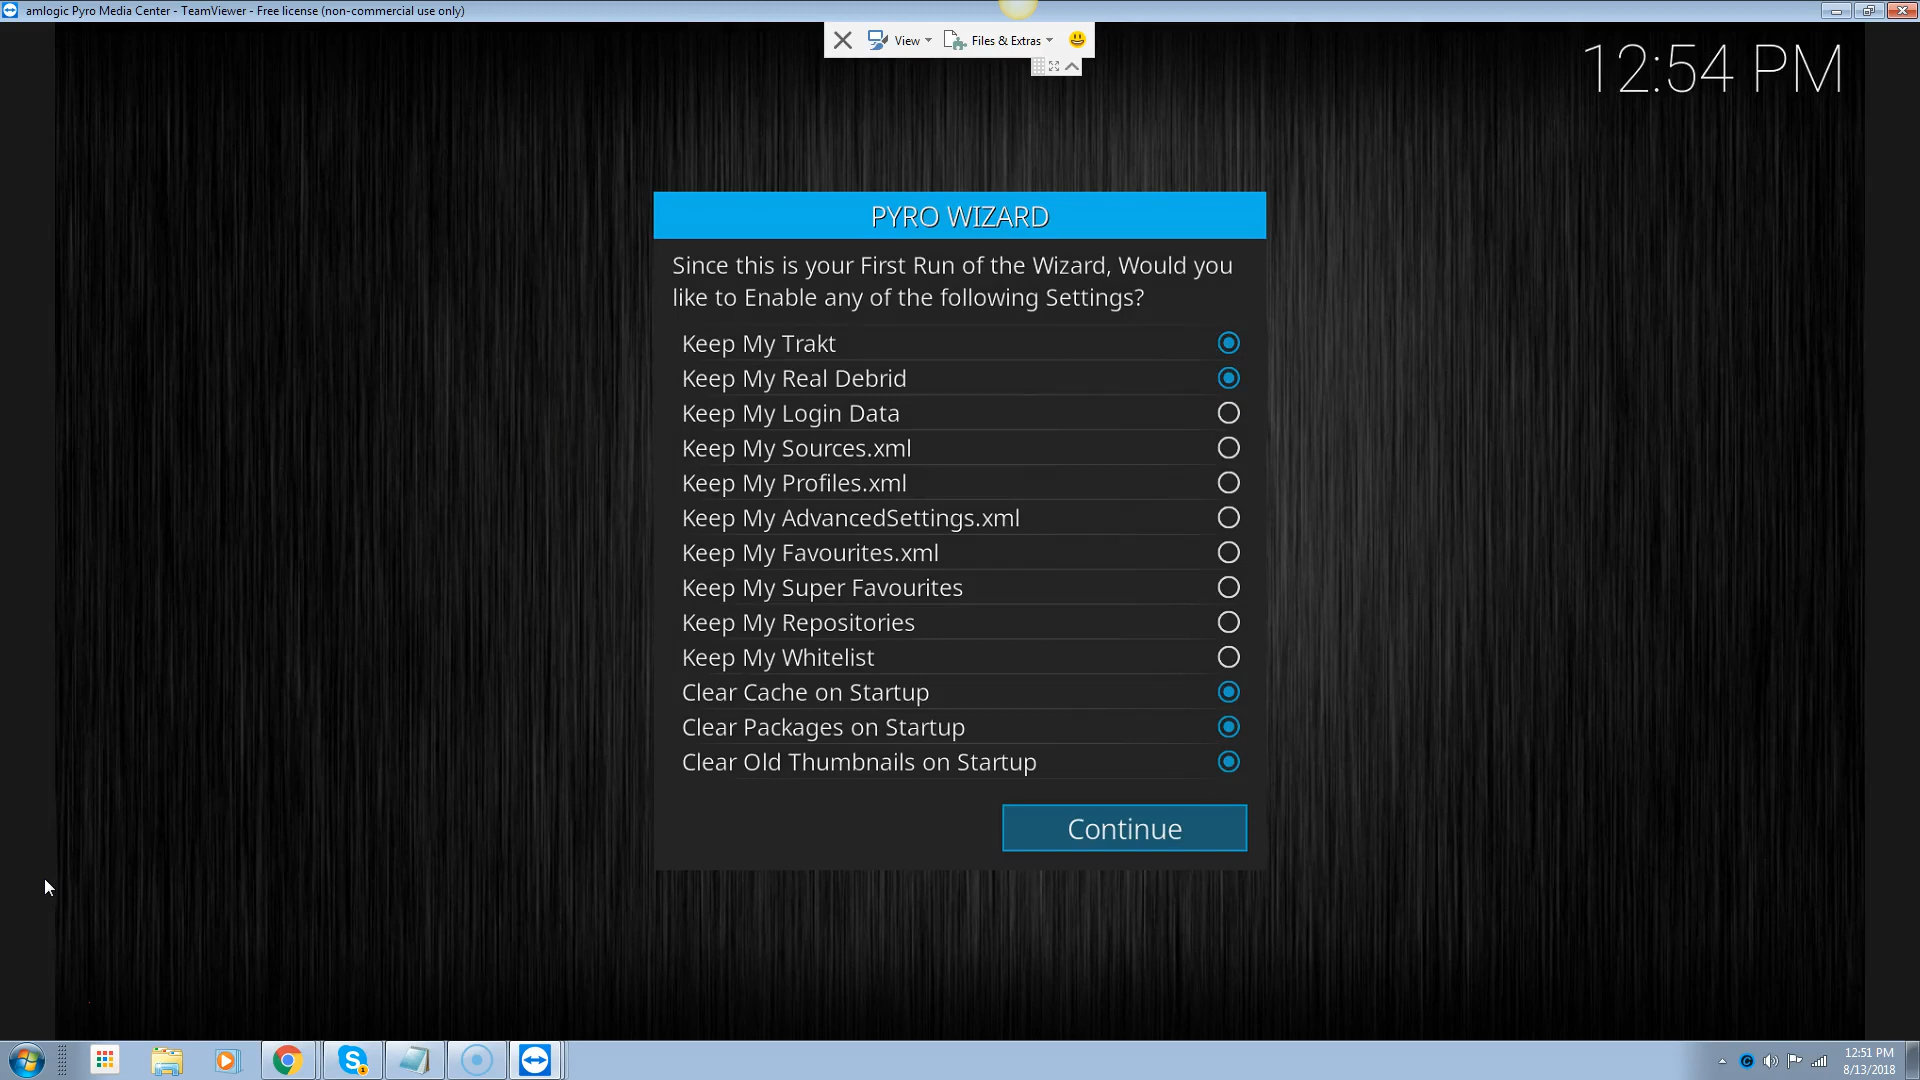 amlogic Pyro Media Center - TeamViewer - Free license (non-commercial use only)
View
Files & Extras
12:54 PM
PYRO WIZARD
Since this is your First Run of the Wizard, Would you
like to Enable any of the following Settings?
Keep My Trakt
Keep My Real Debrid
Keep My Login Data
Keep My Sources.xml
Keep My Profiles.xml
Keep My AdvancedSettings.xml
Keep My Favourites.xml
Keep My Super Favourites
Keep My Repositories
Keep My Whitelist
Clear Cache on Startup
Clear Packages on Startup
Clear Old Thumbnails on Startup
Continue
12:51 PM
8/13/2018